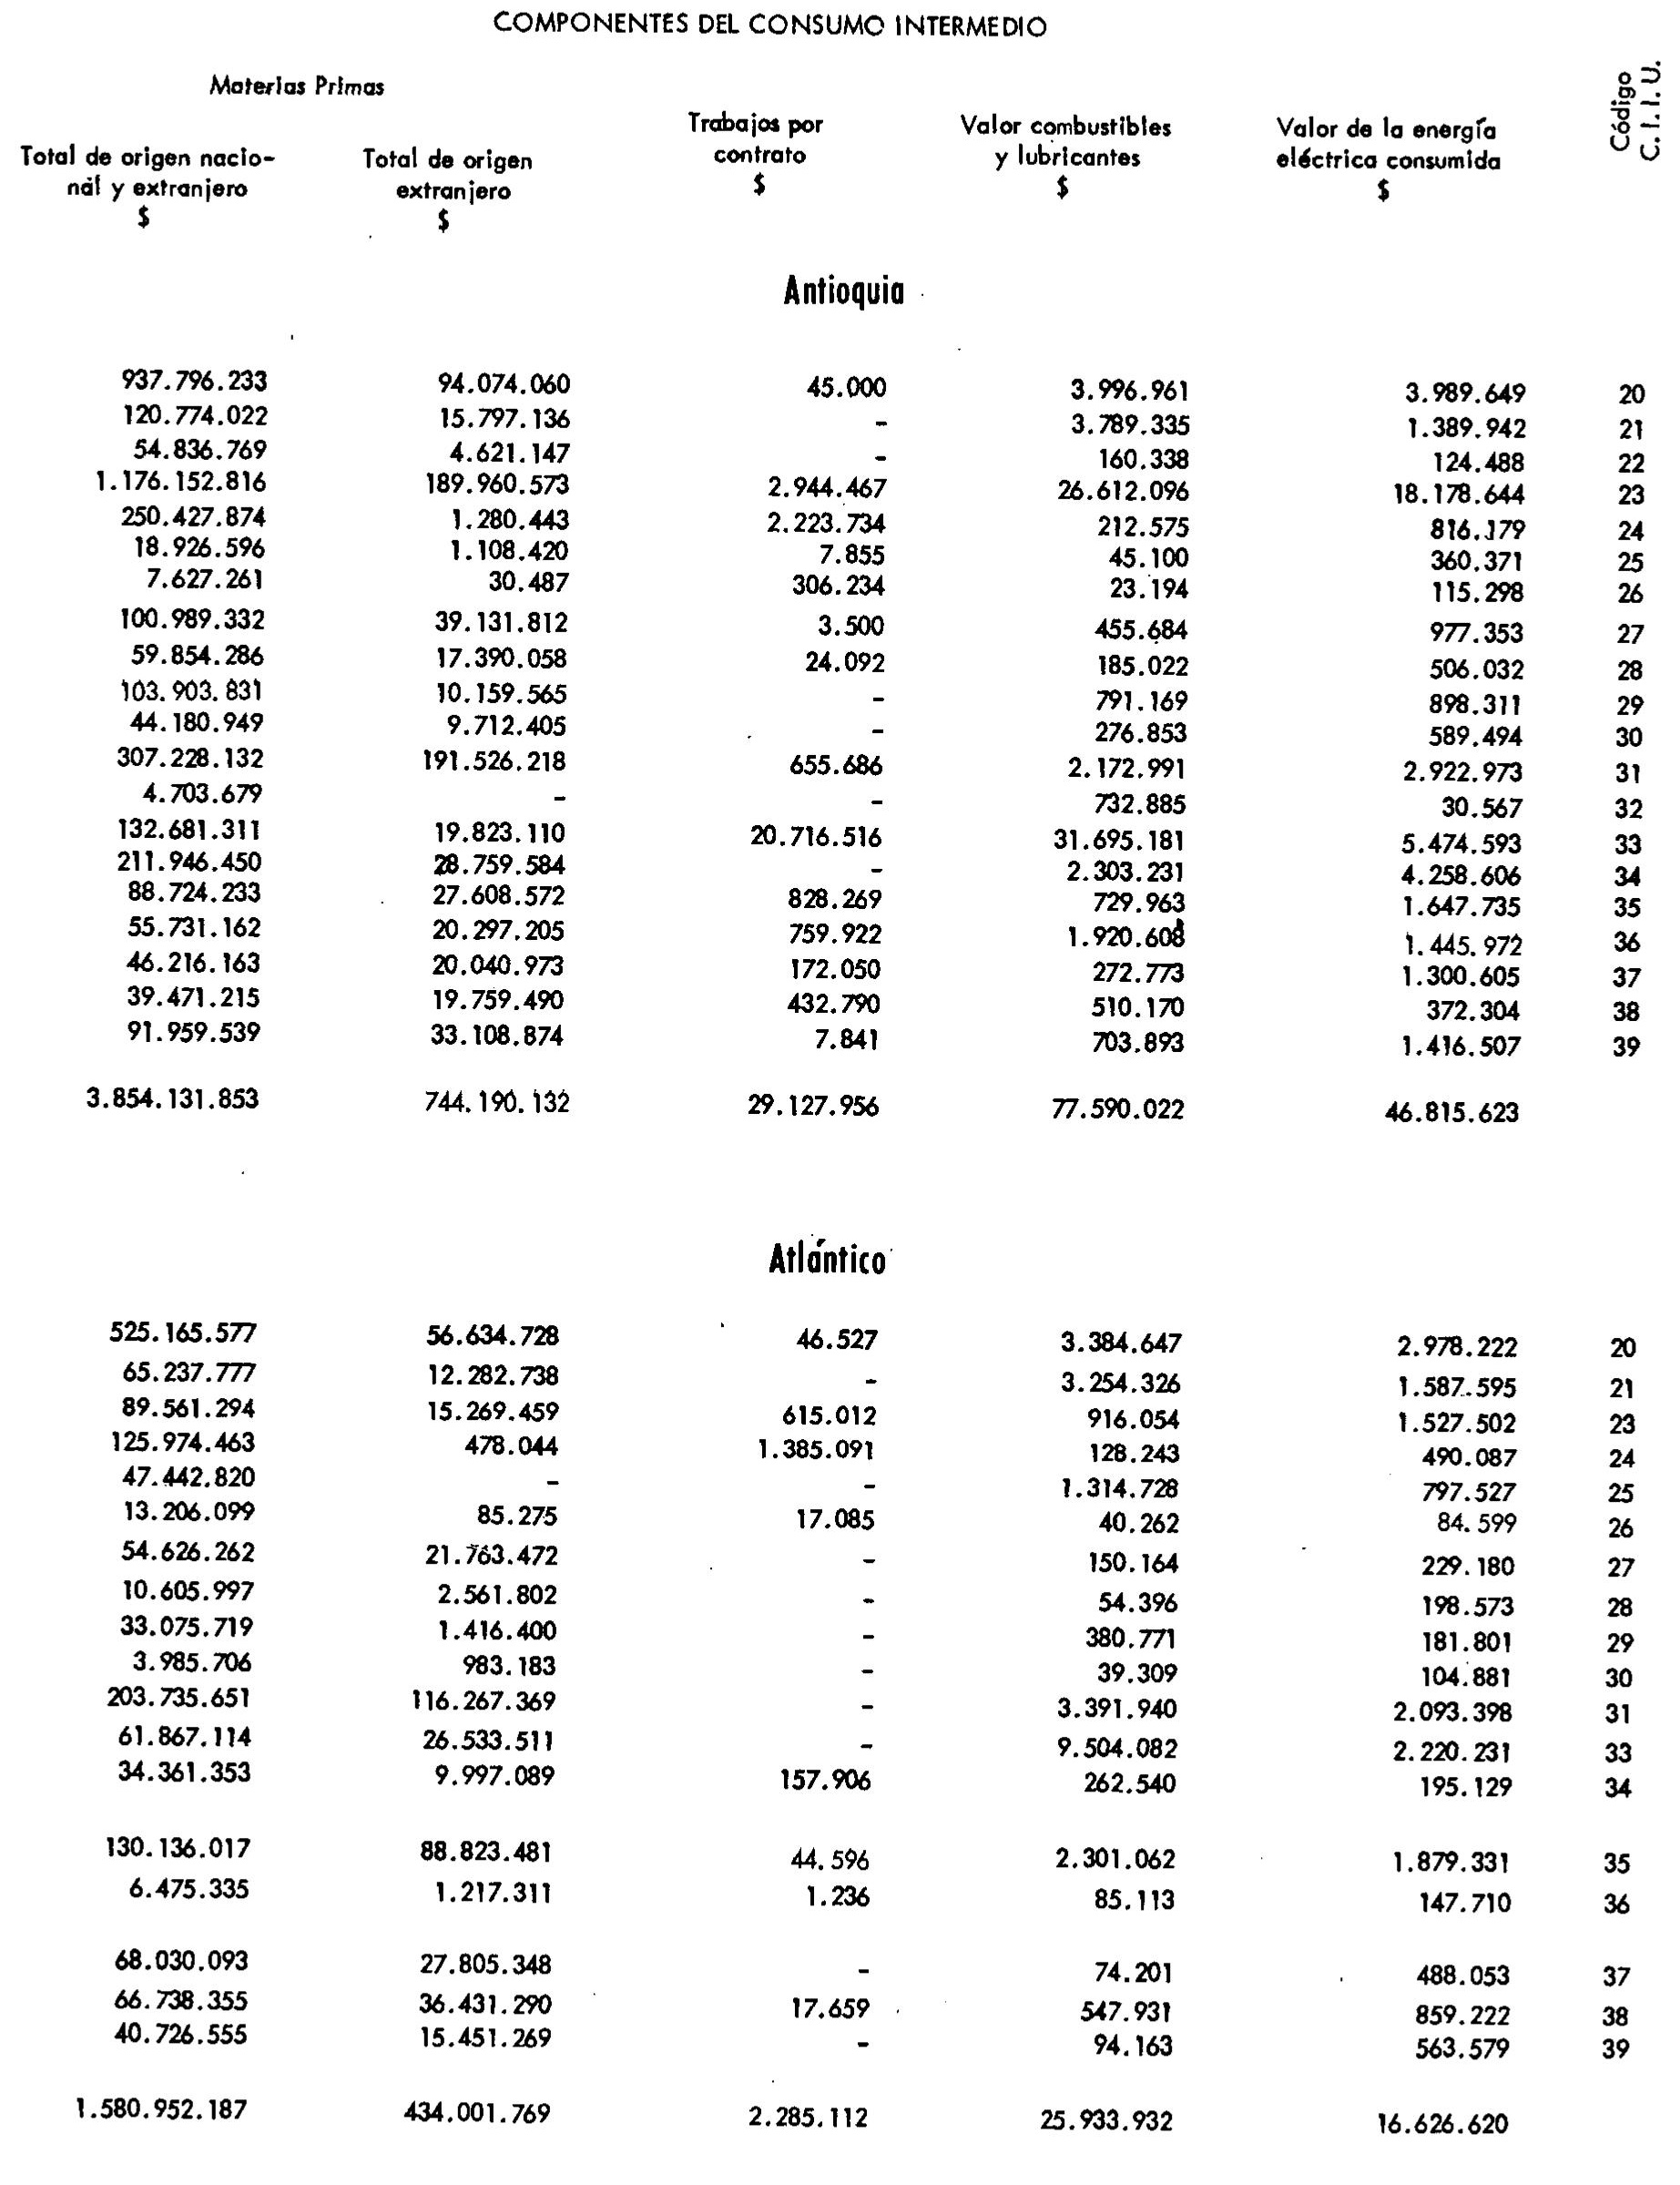 COMPONENTES DEL CONSUMO INTERMEDIO
Materias Primas
Total de origen nacio-
nál y extranjero
$
Total de origen
extranjero
$
Trabajos por
contrato
$
Valor combustibles
y lubricantes
$
Valor de la energía
eléctrica consumida
$
Código
C.I.I.U.
Antioquia
937.796.233 94.074.060 45.000 3.996.961 3.989.649 20
120.774.022 15.797.136 - 3.789.335 1.389.942 21
54.836.769 4.621.147 - 160.338 124.488 22
1.176.152.816 189.960.573 2.944.467 26.612.096 18.178.644 23
250.427.874 1.280.443 2.223.734 212.575 816.179 24
18.926.596 1.108.420 7.855 45.100 360.371 25
7.627.261 30.487 306.234 23.194 115.298 26
100.989.332 39.131.812 3.500 455.684 977.353 27
59.854.286 17.390.058 24.092 185.022 506.032 28
103.903.831 10.159.565 - 791.169 898.311 29
44.180.949 9.712.405 - 276.853 589.494 30
307.228.132 191.526.218 655.686 2.172.991 2.922.973 31
4.703.679 - - 732.885 30.567 32
132.681.311 19.823.110 20.716.516 31.695.181 5.474.593 33
211.946.450 28.759.584 - 2.303.231 4.258.606 34
88.724.233 27.608.572 828.269 729.963 1.647.735 35
55.731.162 20.297.205 759.922 1.920.608 1.445.972 36
46.216.163 20.040.973 172.050 272.773 1.300.605 37
39.471.215 19.759.490 432.790 510.170 372.304 38
91.959.539 33.108.874 7.841 703.893 1.416.507 39
3.854.131.853 744.190.132 29.127.956 77.590.022 46.815.623
Atlántico
525.165.577 56.634.728 46.527 3.384.647 2.978.222 20
65.237.777 12.282.738 - 3.254.326 1.587.595 21
89.561.294 15.269.459 615.012 916.054 1.527.502 23
125.974.463 478.044 1.385.091 128.243 490.087 24
47.442.820 - - 1.314.728 797.527 25
13.206.099 85.275 17.085 40.262 84.599 26
54.626.262 21.763.472 - 150.164 229.180 27
10.605.997 2.561.802 - 54.396 198.573 28
33.075.719 1.416.400 - 380.771 181.801 29
3.985.706 983.183 - 39.309 104.881 30
203.735.651 116.267.369 - 3.391.940 2.093.398 31
61.867.114 26.533.511 - 9.504.082 2.220.231 33
34.361.353 9.997.089 157.906 262.540 195.129 34
130.136.017 88.823.481 44.596 2.301.062 1.879.331 35
6.475.335 1.217.311 1.236 85.113 147.710 36
68.030.093 27.805.348 - 74.201 488.053 37
66.738.355 36.431.290 17.659 547.931 859.222 38
40.726.555 15.451.269 - 94.163 563.579 39
1.580.952.187 434.001.769 2.285.112 25.933.932 16.626.620